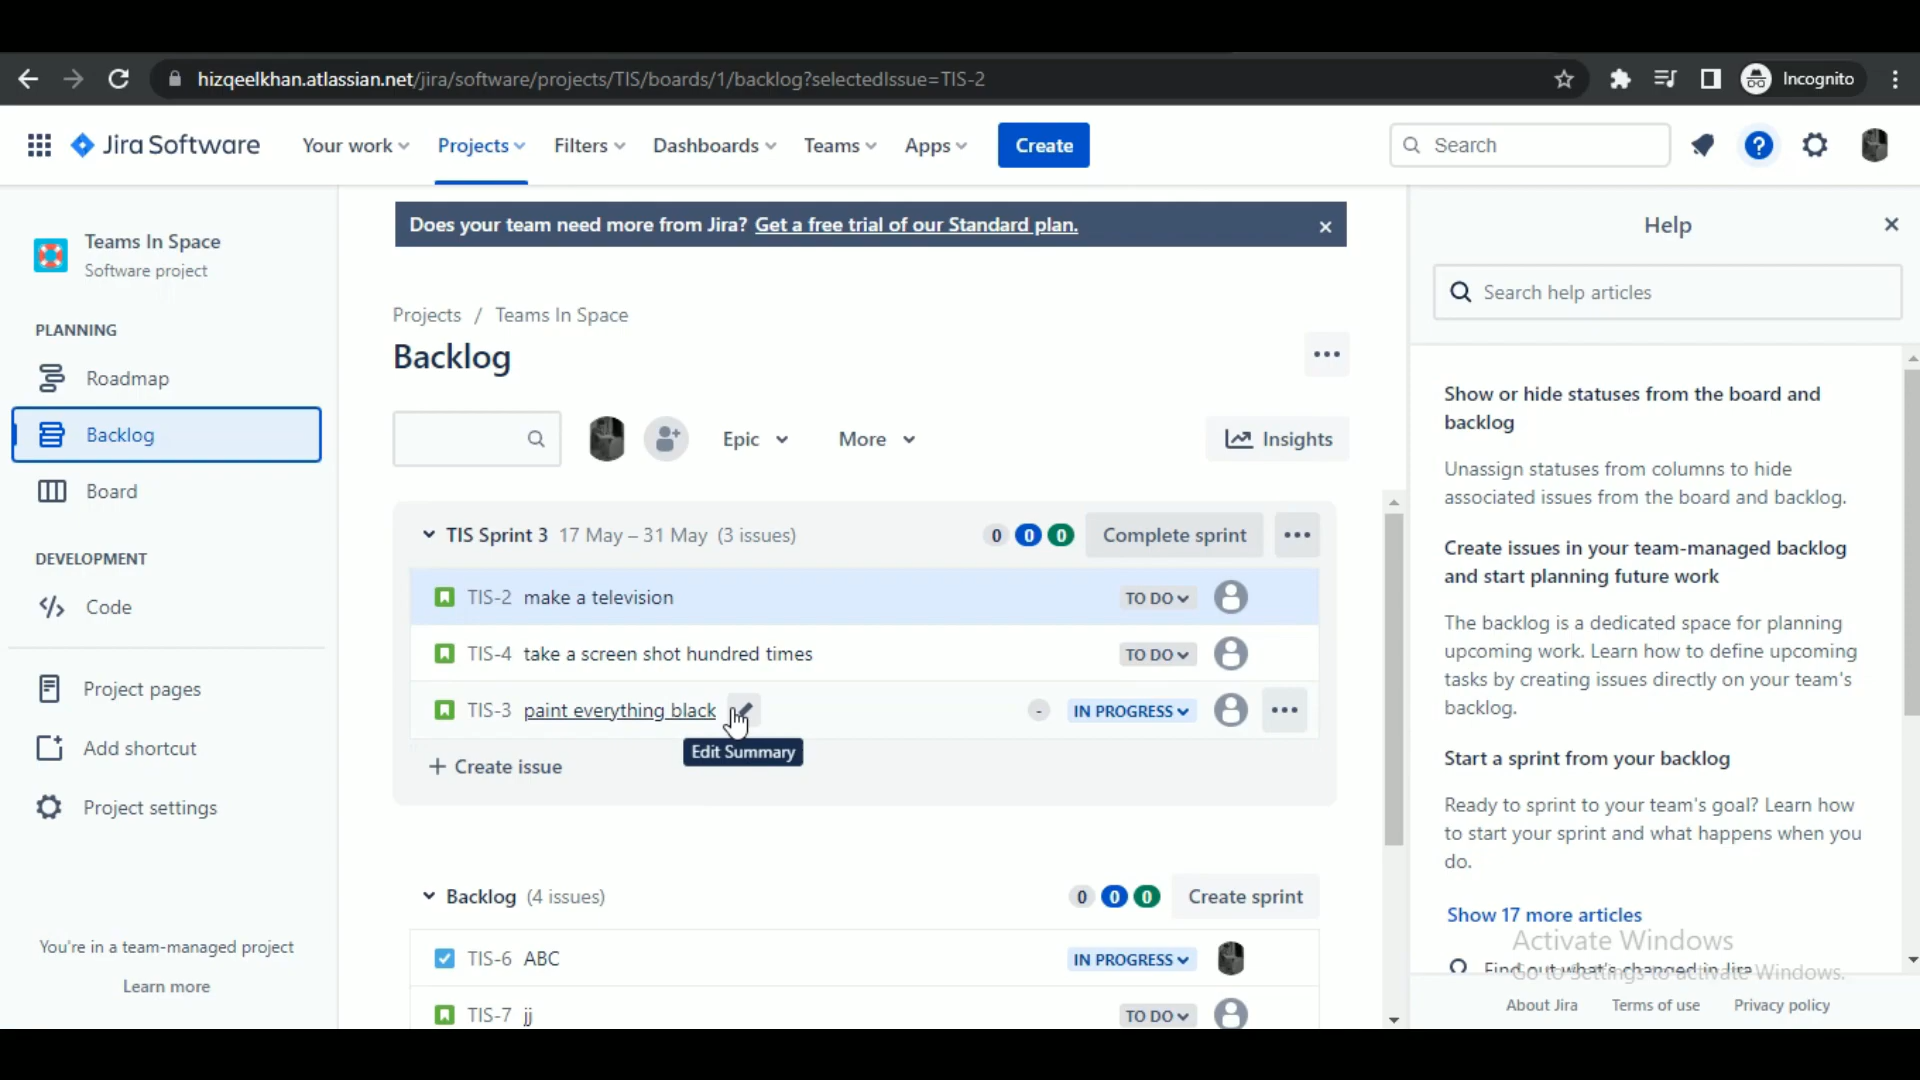 hizqeelkhan.atlassian.net/jira/software/projects/TIS/boards/1/backlog?selectedIssue=TIS-2
Incognito
Jira Software
Your work
Projects
Filters
Dashboards
Teams
Apps
Create
Search
Teams In Space
Software project
PLANNING
Roadmap
Backlog
Board
DEVELOPMENT
Code
Project pages
Add shortcut
Project settings
You're in a team-managed project
Learn more
Does your team need more from Jira? Get a free trial of our Standard plan.
Projects / Teams In Space
Backlog
Epic
More
Insights
TIS Sprint 3 17 May – 31 May (3 issues)
0 0 0
Complete sprint
TIS-2 make a television
TO DO
TIS-4 take a screen shot hundred times
TO DO
TIS-3 paint everything black
- IN PROGRESS
Edit Summary
+ Create issue
Backlog (4 issues)
0 0 0
Create sprint
TIS-6 ABC
IN PROGRESS
TIS-7 jj
TO DO
Help
Search help articles
Show or hide statuses from the board and
backlog
Unassign statuses from columns to hide
associated issues from the board and backlog.
Create issues in your team-managed backlog
and start planning future work
The backlog is a dedicated space for planning
upcoming work. Learn how to define upcoming
tasks by creating issues directly on your team's
backlog.
Start a sprint from your backlog
Ready to sprint to your team's goal? Learn how
to start your sprint and what happens when you
do.
Show 17 more articles
Activate Windows
Find out what's changed in Jira
Go to Settings to activate Windows.
About Jira
Terms of use
Privacy policy